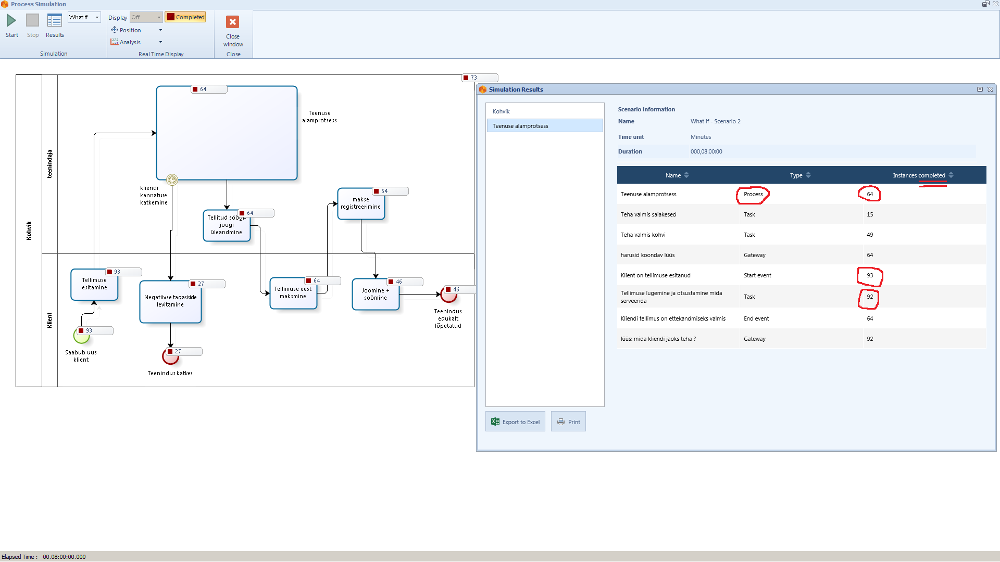 Process Simulation
Start
Stop
Results
What if
Simulation
Display
Off
Completed
Position
Analysis
Real Time Display
Close
window
Close
Kohvik
teenindaja
Klient
73
64
Teenuse
alamprotsess
kliendi
kannatuse
katkemine
64
makse
registreerimine
64
Tellitud söögi-
joogi
üleandmine
93
Tellimuse
esitamine
27
Negatiivse tagasiside
levitamine
64
Tellimuse eest
maksmine
46
Joomine +
söömine
46
Teenindus
edukalt
lõpetatud
93
Saabub uus
klient
27
Teenindus katkes
Simulation Results
Kohvik
Teenuse alamprotsess
Scenario information
Name What if - Scenario 2
Time unit Minutes
Duration 000,08:00:00
Name Type Instances completed
Teenuse alamprotsess Process 64
Teha valmis saiakesed Task 15
Teha valmis kohvi Task 49
harusid koondav lüüs Gateway 64
Klient on tellimuse esitanud Start event 93
Tellimuse lugemine ja otsustamine mida
serveerida Task 92
Kliendi tellimus on ettekandmiseks valmis End event 64
lüüs: mida kliendi jaoks teha ? Gateway 92
Export to Excel
Print
Elapsed Time : 00.08:00:00.000